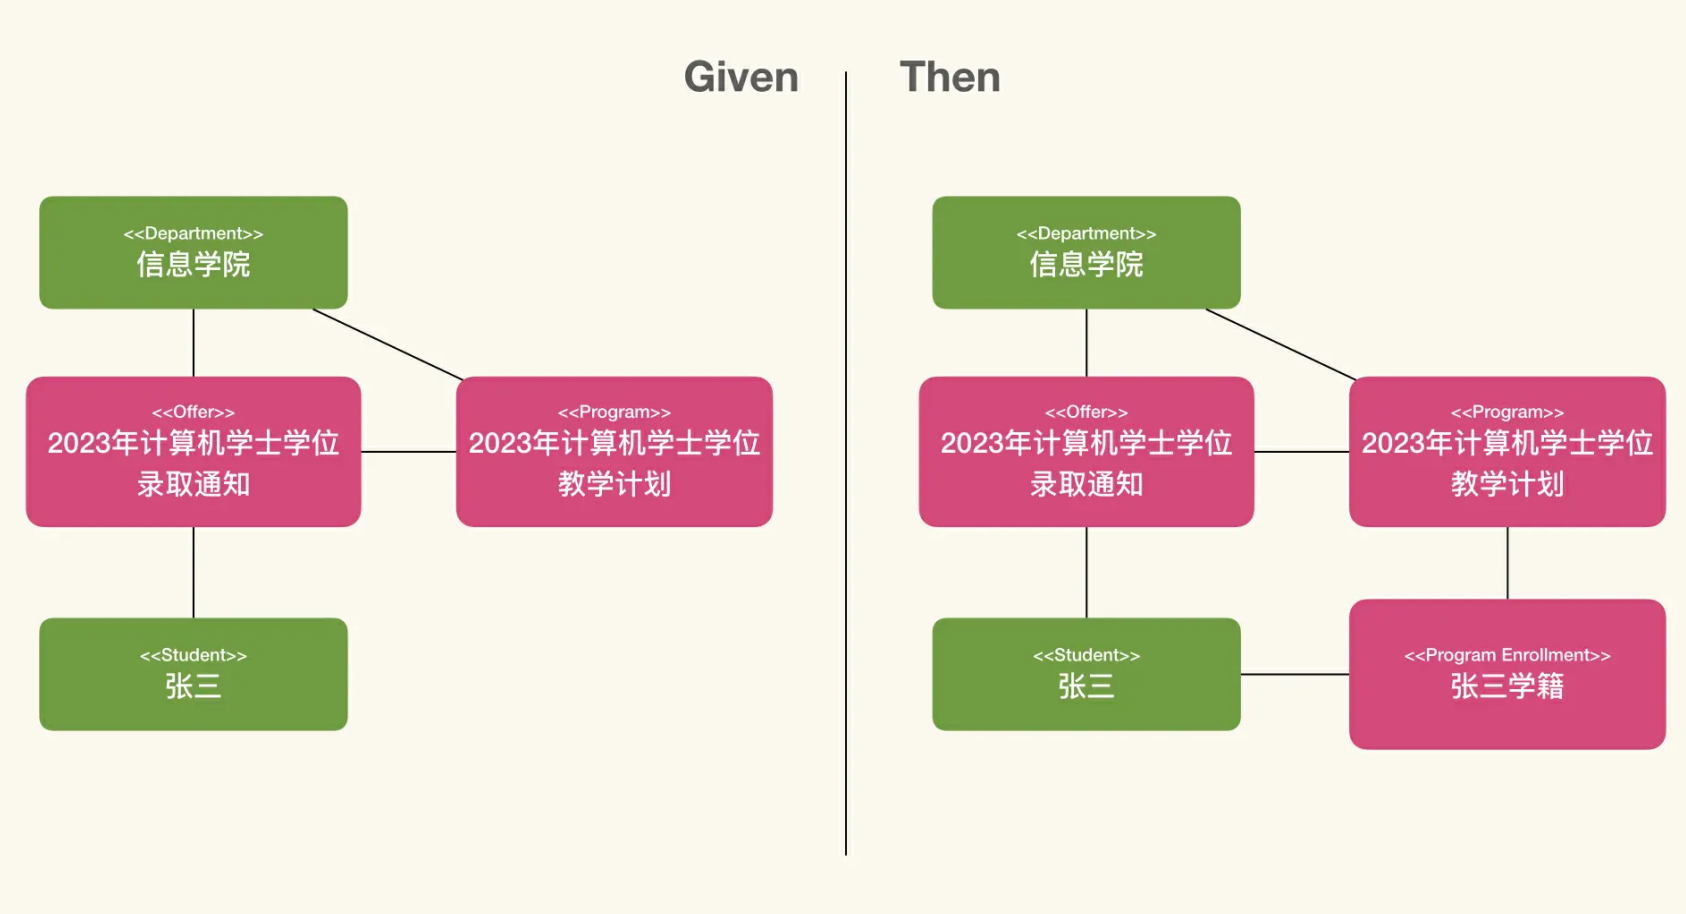 Given
Then
<<Department>>
信息学院
<<Offer>>
2023年计算机学士学位
录取通知
<<Program>>
2023年计算机学士学位
教学计划
<<Student>>
张三
<<Department>>
信息学院
<<Offer>>
2023年计算机学士学位
录取通知
<<Program>>
2023年计算机学士学位
教学计划
<<Student>>
张三
<<Program Enrollment>>
张三学籍